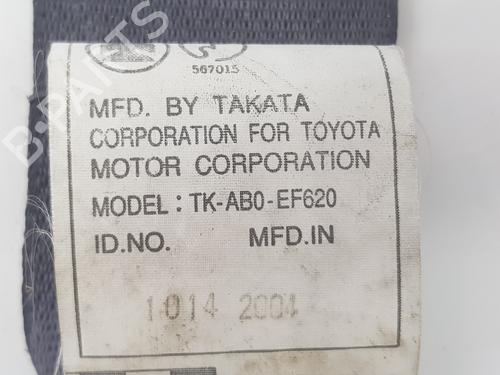 567015
MFD. BY TAKATA
CORPORATION FOR TOYOTA
MOTOR CORPORATION
MODEL : TK-AB0-EF620
ID.NO. MFD.IN
1014 2004
B-PARTS